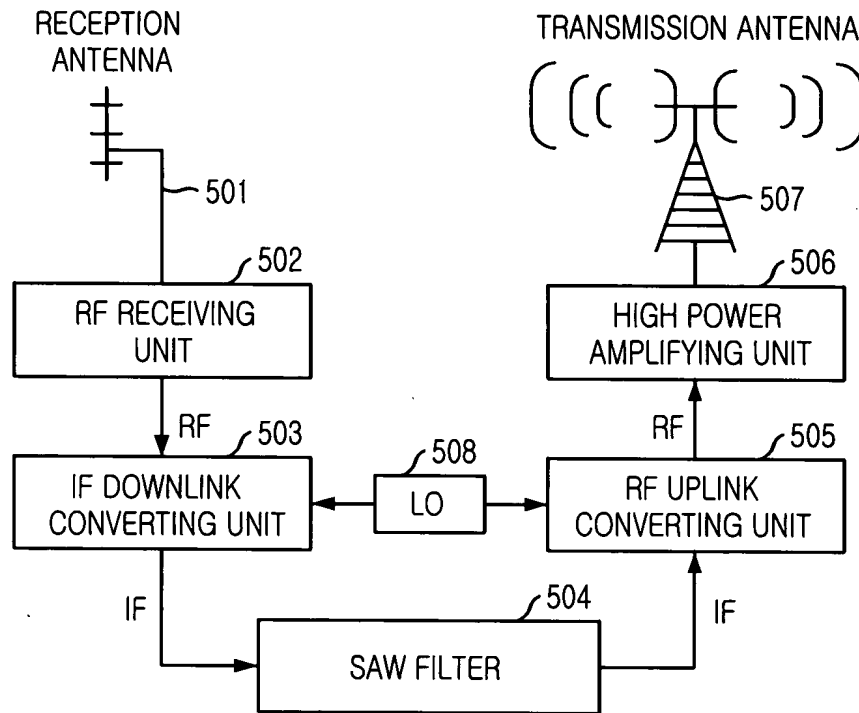 RECEPTION
ANTENNA
TRANSMISSION ANTENNA
501
507
502
506
RF RECEIVING
UNIT
HIGH POWER
AMPLIFYING UNIT
RF
503
508
RF
505
IF DOWNLINK
CONVERTING UNIT
LO
RF UPLINK
CONVERTING UNIT
IF
504
IF
SAW FILTER